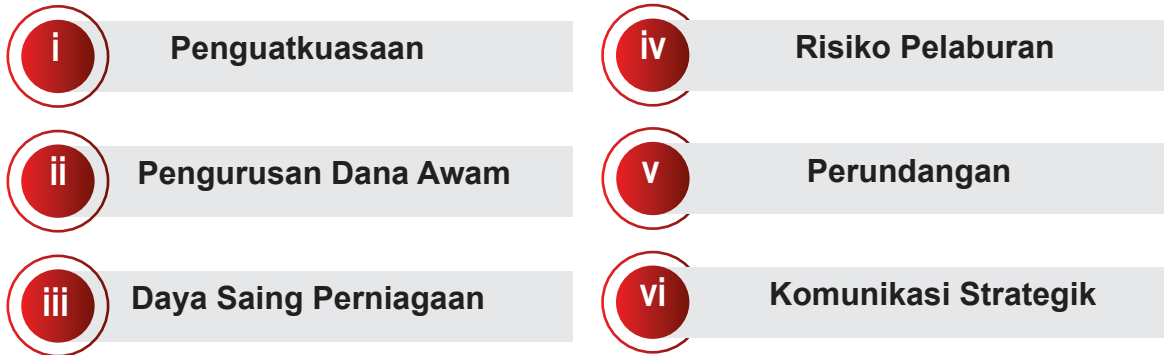 i Penguatkuasaan
ii Pengurusan Dana Awam
iii Daya Saing Perniagaan
iv Risiko Pelaburan
v Perundangan
vi Komunikasi Strategik